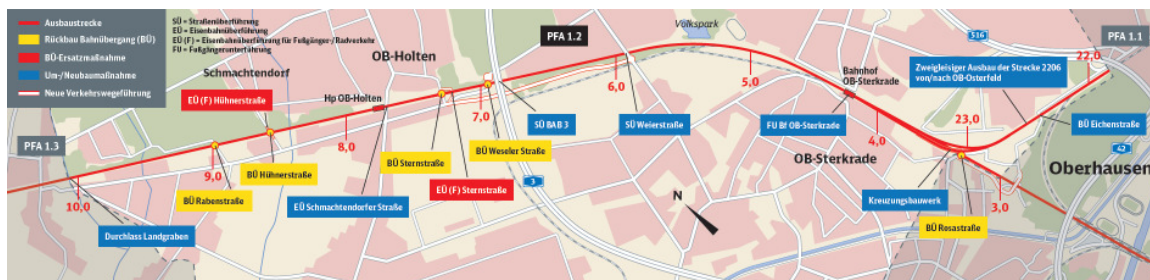 Ausbaustrecke
Rückbau Bahnübergang (BÜ)
BÜ-Ersatzmaßnahme
Um-/Neubaumaßnahme
Neue Verkehrswegeführung
SÜ = Straßenüberführung
EÜ = Eisenbahnüberführung
EÜ (F) = Eisenbahnüberführung für Fußgänger-/Radverkehr
FU = Fußgängerunterführung
PFA 1.3
10,0
Durchlass Landgraben
9,0
BÜ Rabenstraße
Schmachtendorf
EÜ (F) Hühnerstraße
BÜ Hühnerstraße
8,0
Hp OB-Holten
OB-Holten
EÜ Schmachtendorfer Straße
BÜ Sternstraße
EÜ (F) Sternstraße
7,0
BÜ Weseler Straße
SÜ BAB 3
3
PFA 1.2
6,0
SÜ Weierstraße
Volkspark
5,0
N
Bahnhof
OB-Sterkrade
FU Bf OB-Sterkrade
4,0
OB-Sterkrade
516
Zweigleisiger Ausbau der Strecke 2206
von/nach OB-Osterfeld
23,0
Kreuzungsbauwerk
BÜ Rosastraße
3,0
PFA 1.1
22,0
BÜ Eichenstraße
42
Oberhausen